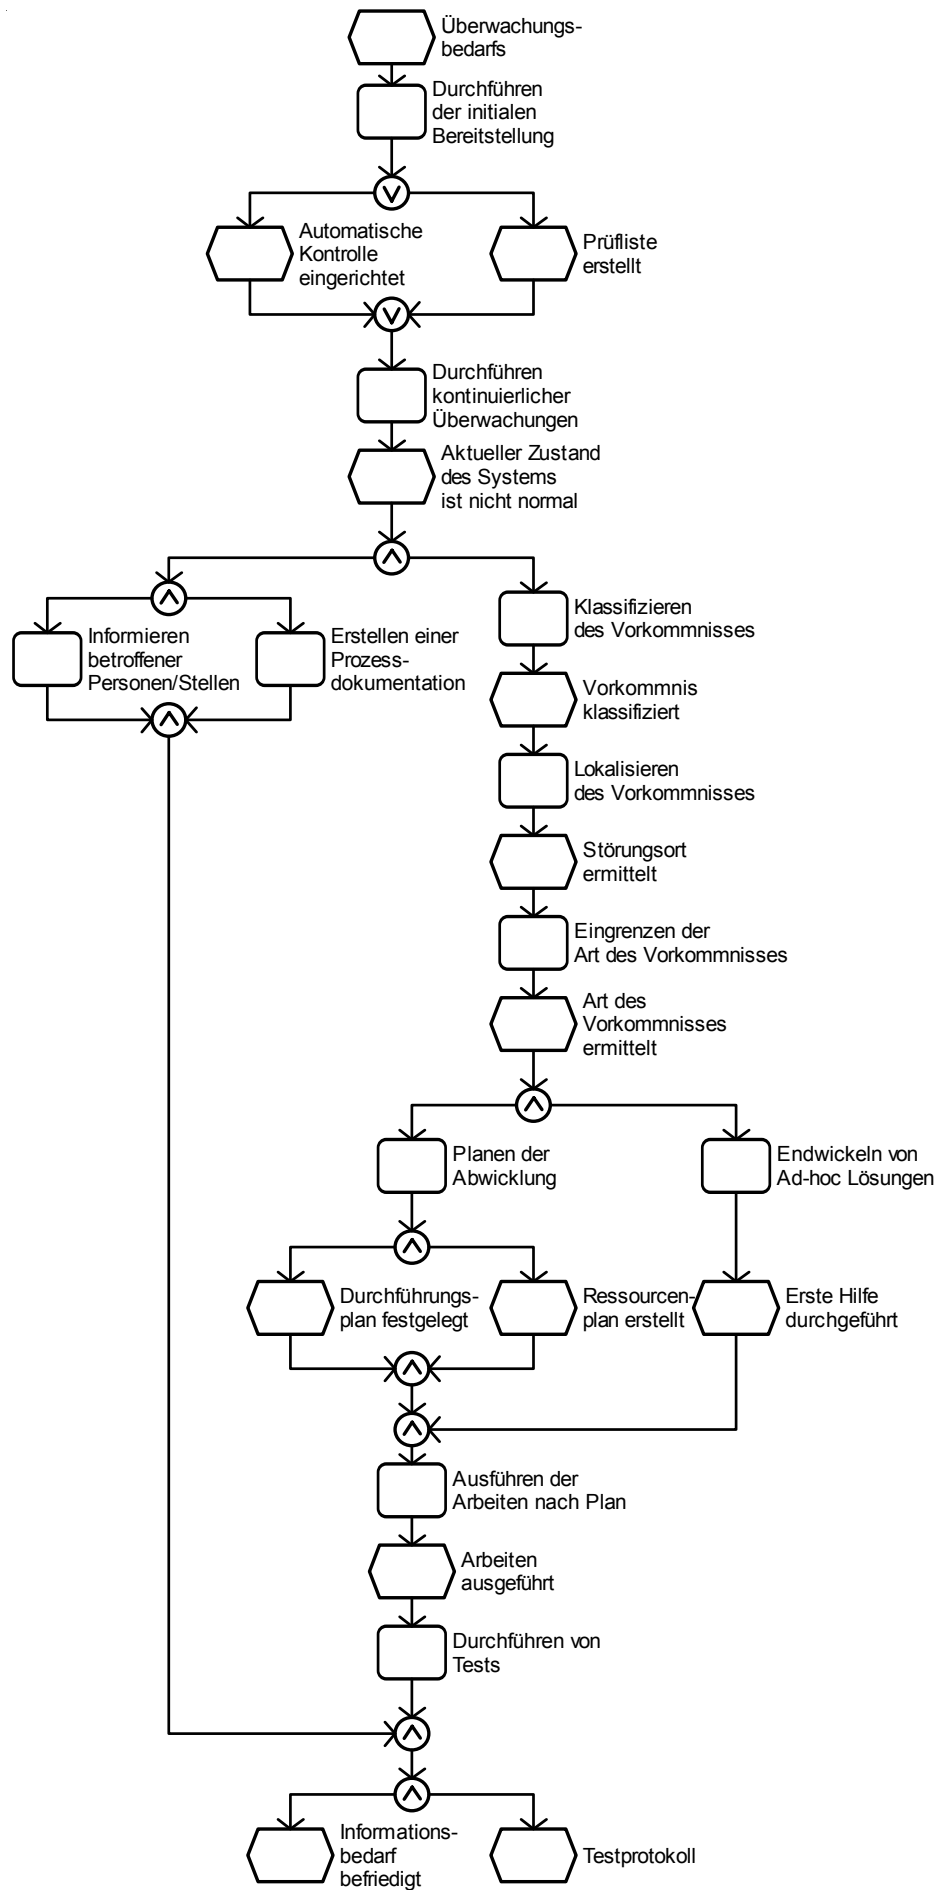 Überwachungs-
bedarfs
Durchführen
der initialen
Bereitstellung
Automatische
Kontrolle
eingerichtet
Prüfliste
erstellt
Durchführen
kontinuierlicher
Überwachungen
Aktueller Zustand
des Systems
ist nicht normal
Informieren
betroffener
Personen/Stellen
Erstellen einer
Prozess-
dokumentation
Klassifizieren
des Vorkommnisses
Vorkommnis
klassifiziert
Lokalisieren
des Vorkommnisses
Störungsort
ermittelt
Eingrenzen der
Art des Vorkommnisses
Art des
Vorkommnisses
ermittelt
Planen der
Abwicklung
Endwickeln von
Ad-hoc Lösungen
Durchführungs-
plan festgelegt
Ressourcen-
plan erstellt
Erste Hilfe
durchgeführt
Ausführen der
Arbeiten nach Plan
Arbeiten
ausgeführt
Durchführen von
Tests
Informations-
bedarf
befriedigt
Testprotokoll